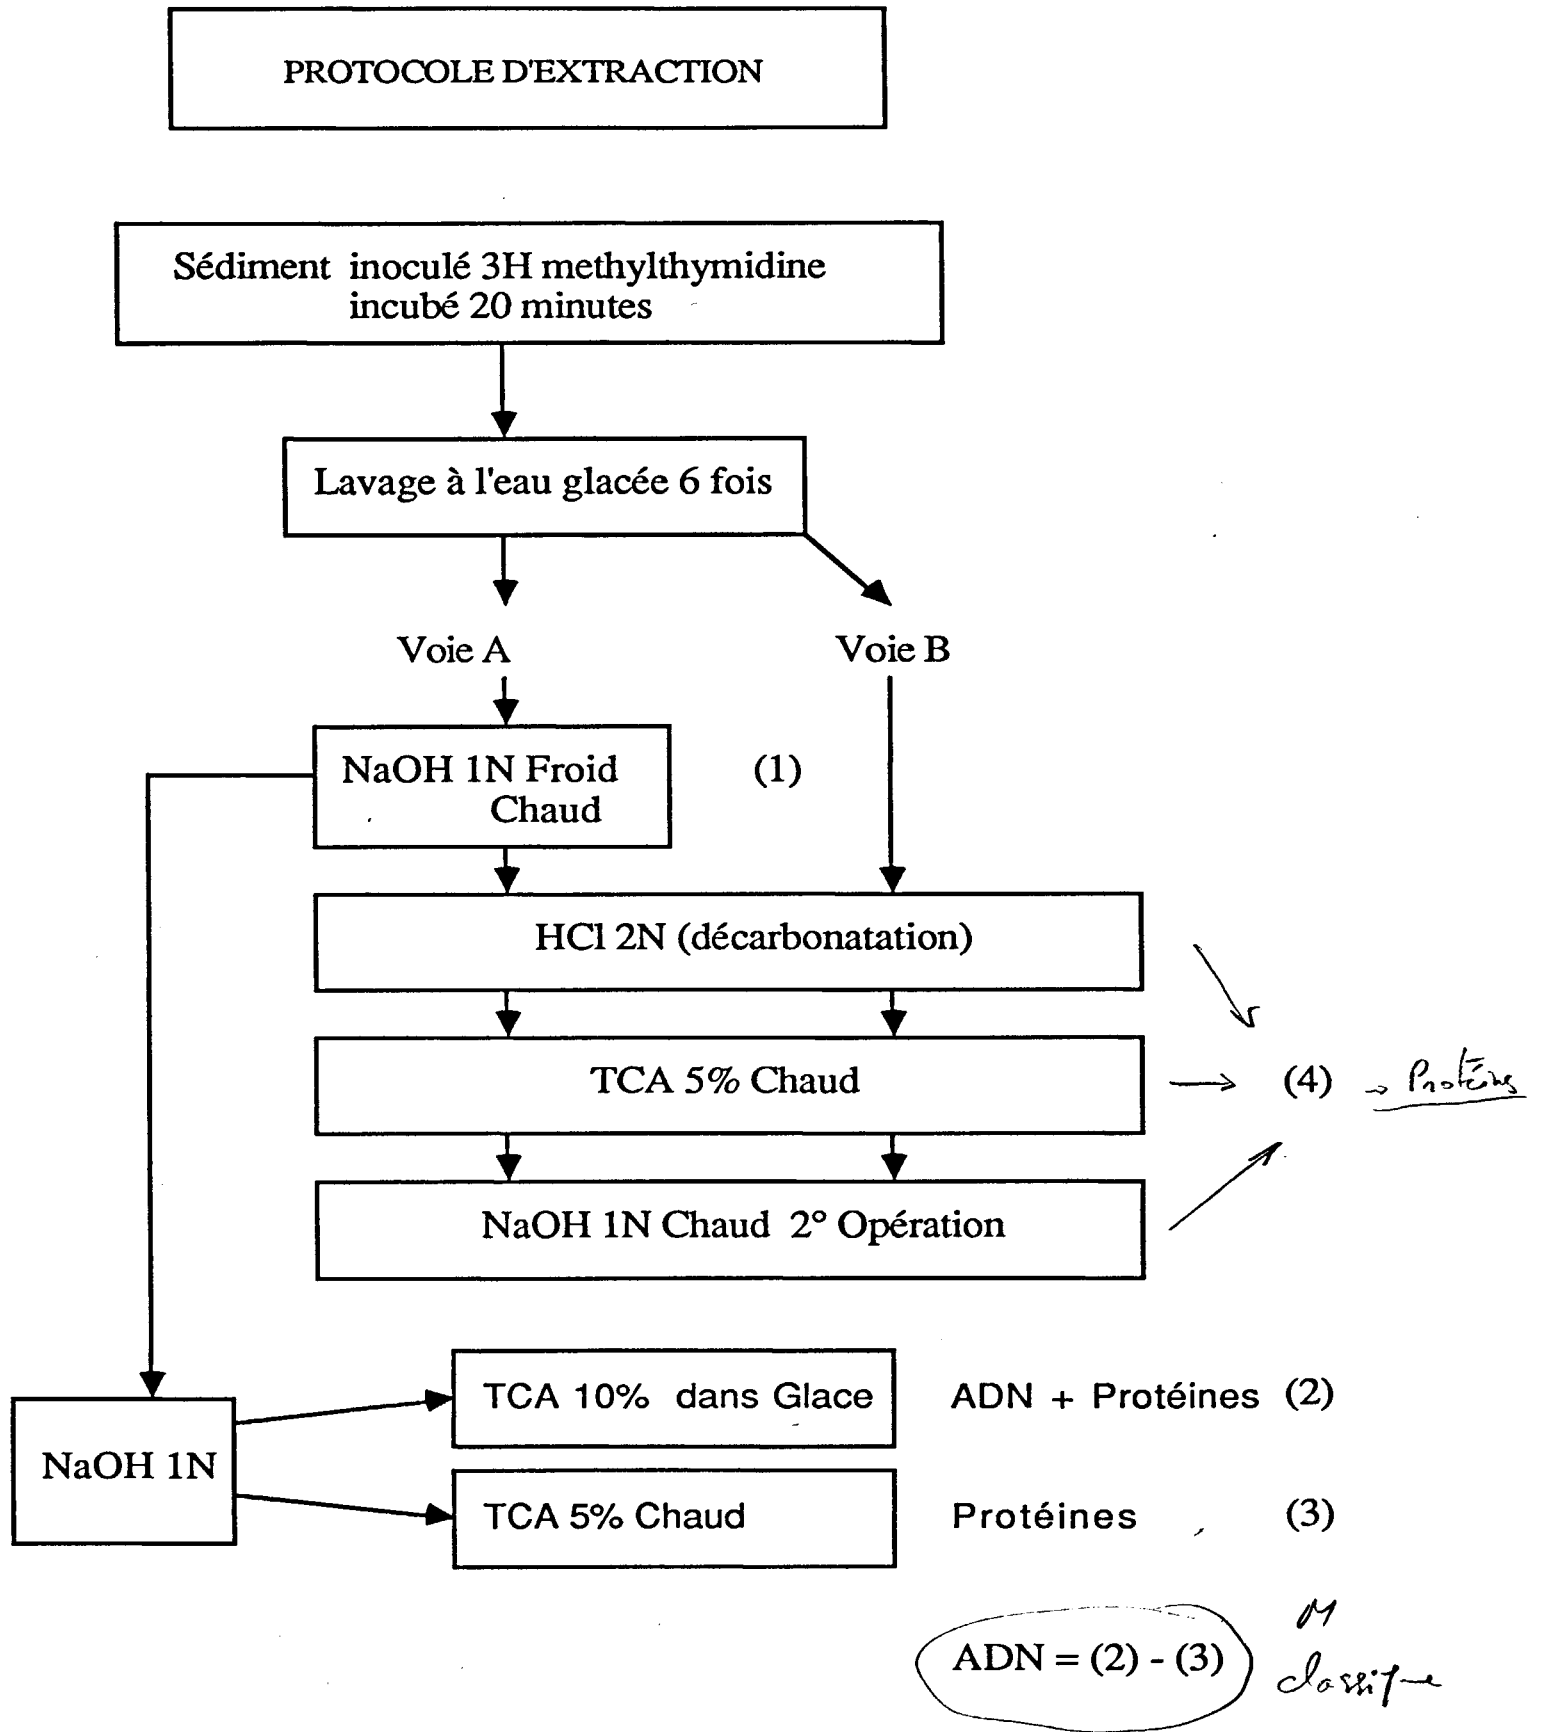 PROTOCOLE D'EXTRACTION
Sédiment inoculé 3H methylthymidine
incubé 20 minutes
Lavage à l'eau glacée 6 fois
Voie A
Voie B
NaOH 1N Froid
Chaud
(1)
HCl 2N (décarbonatation)
TCA 5% Chaud
(4) → Protéins
NaOH 1N Chaud 2° Opération
TCA 10% dans Glace
ADN + Protéines (2)
NaOH 1N
TCA 5% Chaud
Protéines (3)
ADN = (2) - (3)
M
classique